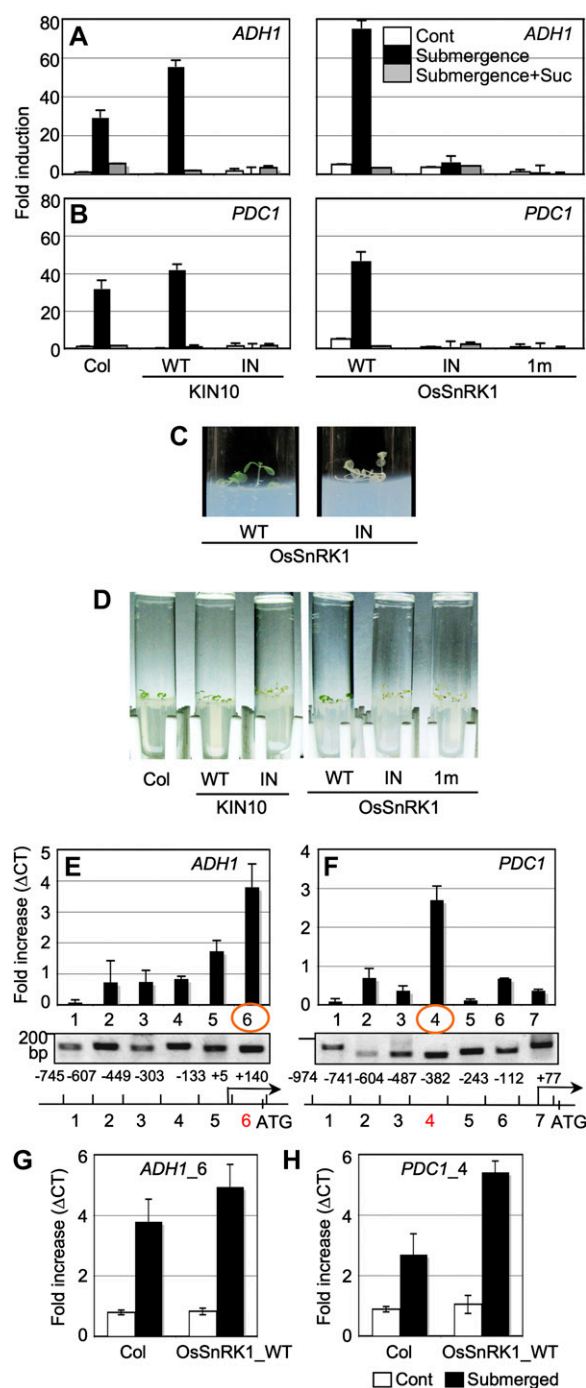 A ADH1 ADH1
Cont
Submergence
Submergence+Suc
80
60
40
20
0
Fold induction
B PDC1 PDC1
80
60
40
20
0
Col WT IN WT IN 1m
KIN10 OsSnRK1
C
WT IN
OsSnRK1
D
Col WT IN WT IN 1m
KIN10 OsSnRK1
E ADH1
Fold increase (ΔCT)
5
4
3
2
1
0
1 2 3 4 5 6
200
bp
-745 -607 -449 -303 -133 +5 +140
1 2 3 4 5 6 ATG
F PDC1
4
3
2
1
0
1 2 3 4 5 6 7
-974 -741 -604 -487 -382 -243 -112 +77
1 2 3 4 5 6 7 ATG
G ADH1_6
Fold increase (ΔCT)
6
4
2
0
Col OsSnRK1_WT
H PDC1_4
Fold increase (ΔCT)
6
4
2
0
Col OsSnRK1_WT
Cont Submerged